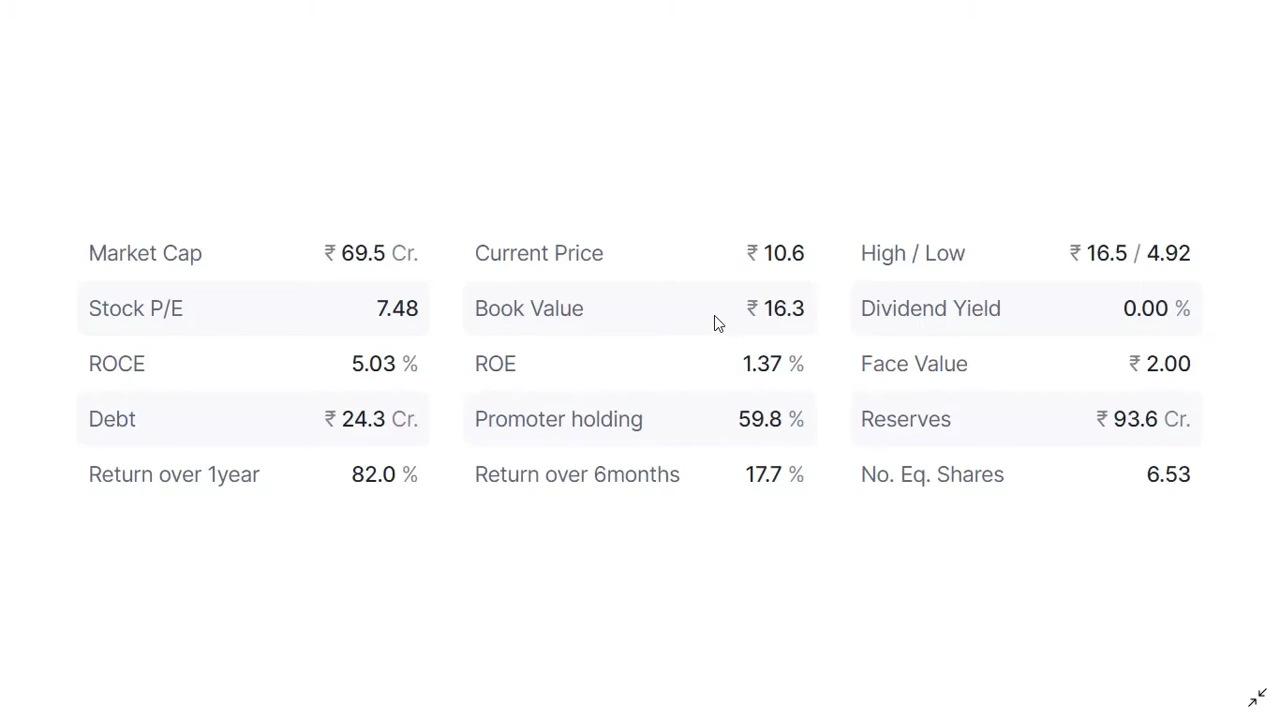 Market Cap ₹ 69.5 Cr. Current Price ₹ 10.6 High / Low ₹ 16.5 / 4.92
Stock P/E 7.48 Book Value ₹ 16.3 Dividend Yield 0.00 %
ROCE 5.03 % ROE 1.37 % Face Value ₹ 2.00
Debt ₹ 24.3 Cr. Promoter holding 59.8 % Reserves ₹ 93.6 Cr.
Return over 1year 82.0 % Return over 6months 17.7 % No. Eq. Shares 6.53